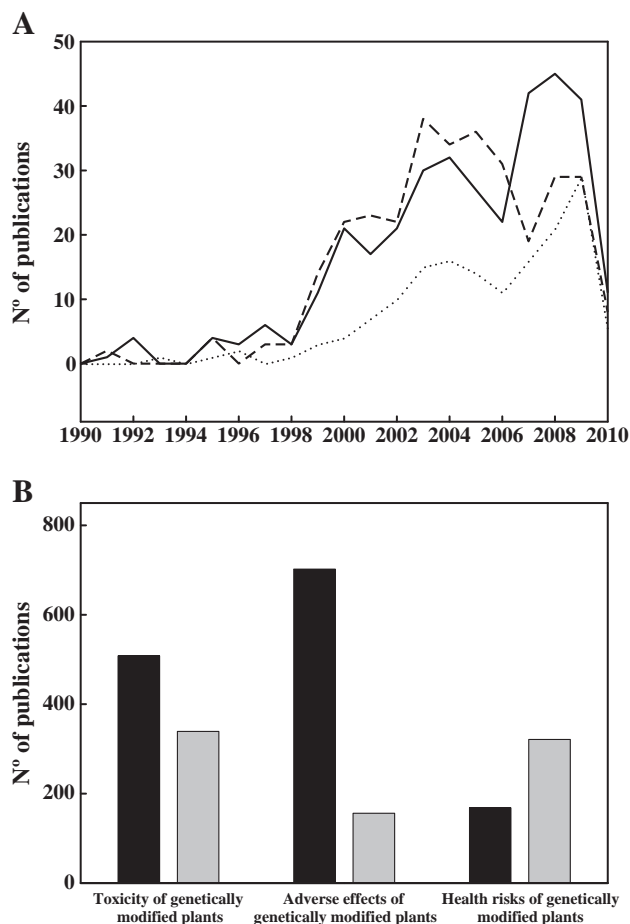 A
50
40
30
20
10
0
Nº of publications
1990 1992 1994 1996 1998 2000 2002 2004 2006 2008 2010
B
800
600
400
200
0
Nº of publications
Toxicity of genetically
modified plants
Adverse effects of
genetically modified plants
Health risks of genetically
modified plants